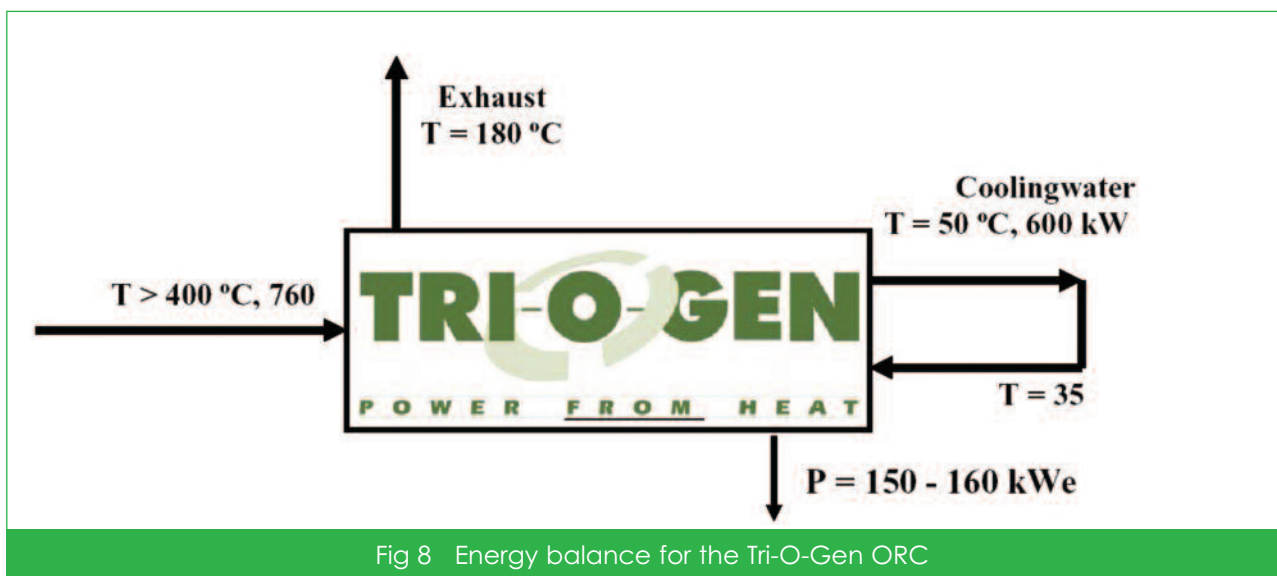 Exhaust
T = 180 ºC
Coolingwater
T = 50 ºC, 600 kW
T > 400 ºC, 760
TRI-O-GEN
POWER FROM HEAT
T = 35
P = 150 - 160 kWe
Fig 8 Energy balance for the Tri-O-Gen ORC